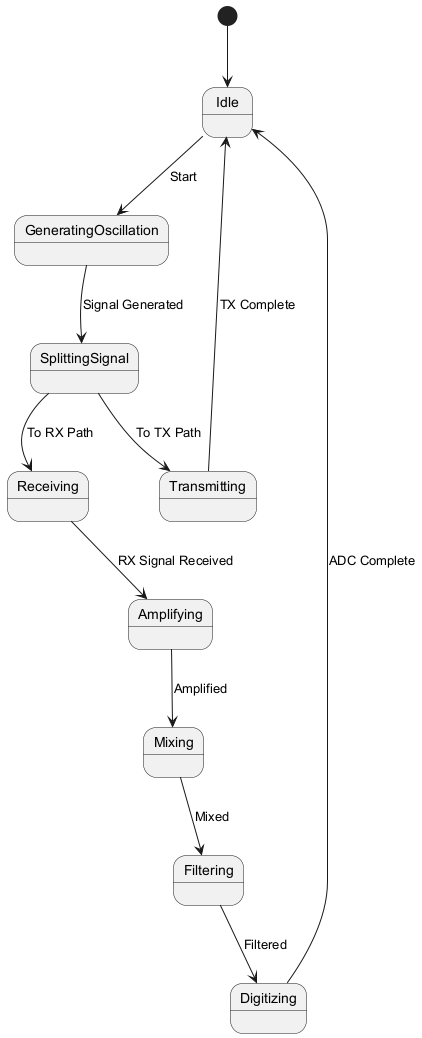 Idle
Start
GeneratingOscillation
Signal Generated
TX Complete
SplittingSignal
To RX Path
To TX Path
Receiving
Transmitting
RX Signal Received
ADC Complete
Amplifying
Amplified
Mixing
Mixed
Filtering
Filtered
Digitizing